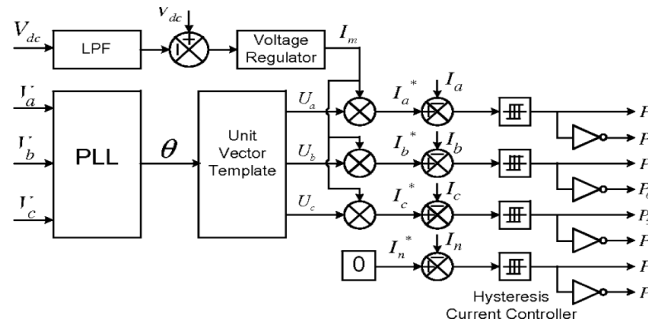 V_dc
LPF
v_dc
Voltage
Regulator
I_m
V_a
V_b
V_c
PLL
θ
Unit
Vector
Template
U_a
U_b
U_c
I_a*
I_a
I_b*
I_b
I_c*
I_c
0
I_n*
I_n
P
P
P
P
P
P
P
Hysteresis
Current Controller